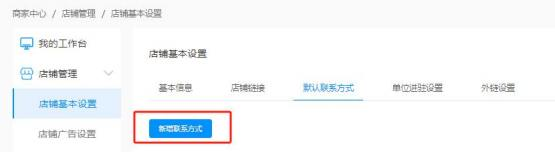 商家中心 / 店铺管理 / 店铺基本设置
我的工作台
店铺管理
店铺基本设置
店铺广告设置
店铺基本设置
基本信息 店铺链接 默认联系方式 单位进驻设置 外链设置
新增联系方式